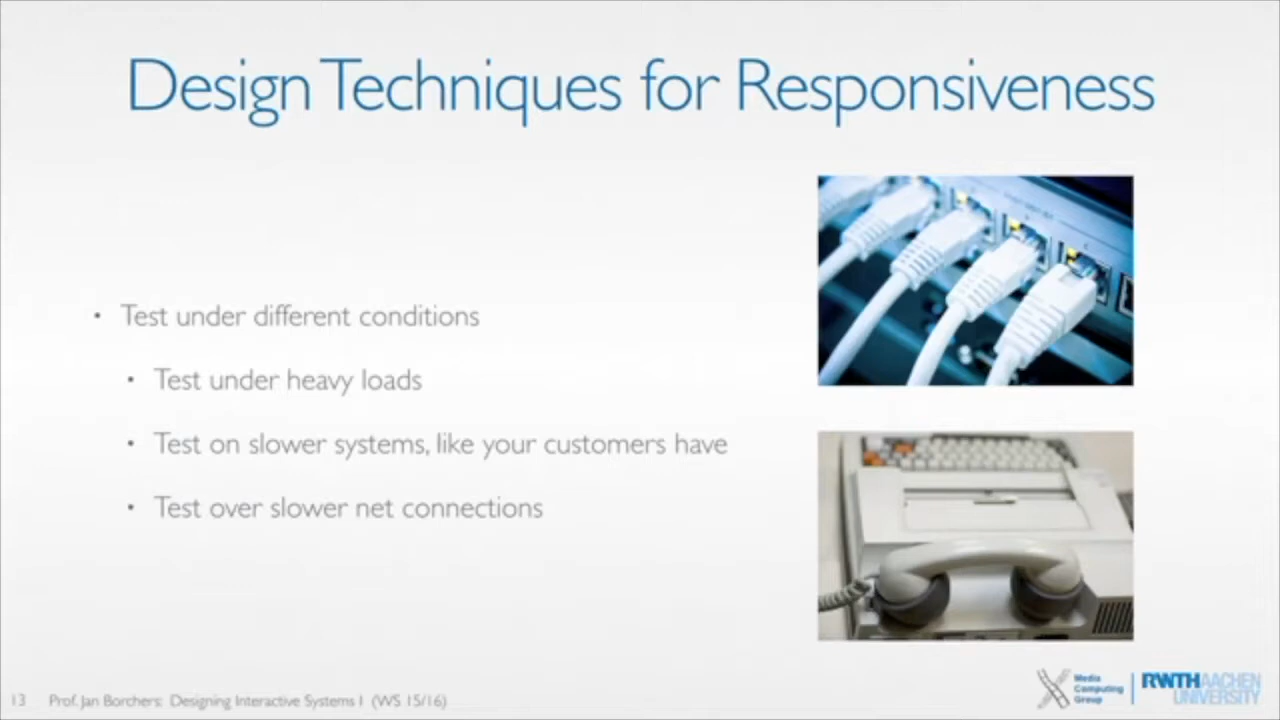 Design Techniques for Responsiveness
• Test under different conditions
• Test under heavy loads
• Test on slower systems, like your customers have
• Test over slower net connections
13 Prof. Jan Borchers: Designing Interactive Systems I (WS 15/16)
Media
Computing
Group
RWTHAACHEN
UNIVERSITY